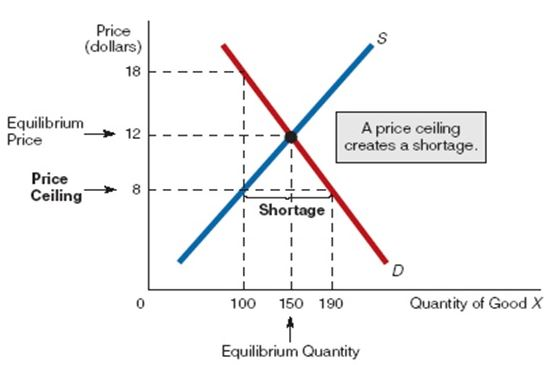 Price
(dollars)
S
18
Equilibrium
Price
12
A price ceiling
creates a shortage.
Price
Ceiling
8
Shortage
D
0
100
150
190
Quantity of Good X
Equilibrium Quantity